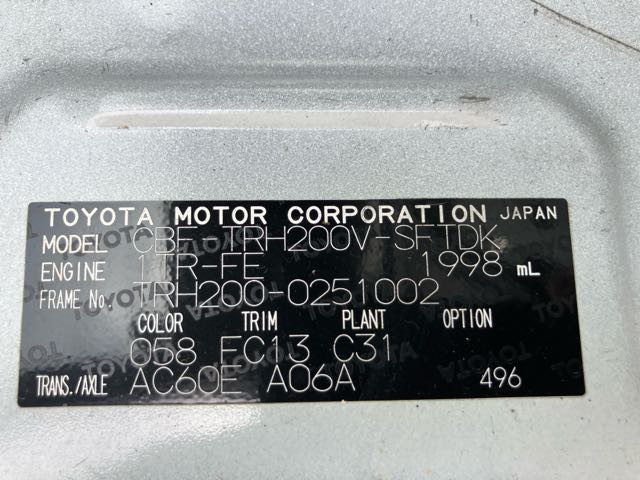 TOYOTA MOTOR CORPORATION JAPAN
MODEL CBF-TRH200V-SFTDK
ENGINE 1TR-FE 1998 mL
FRAME No. TRH200-0251002
COLOR TRIM PLANT OPTION
058 FC13 C31
TRANS./AXLE AC60E A06A 496